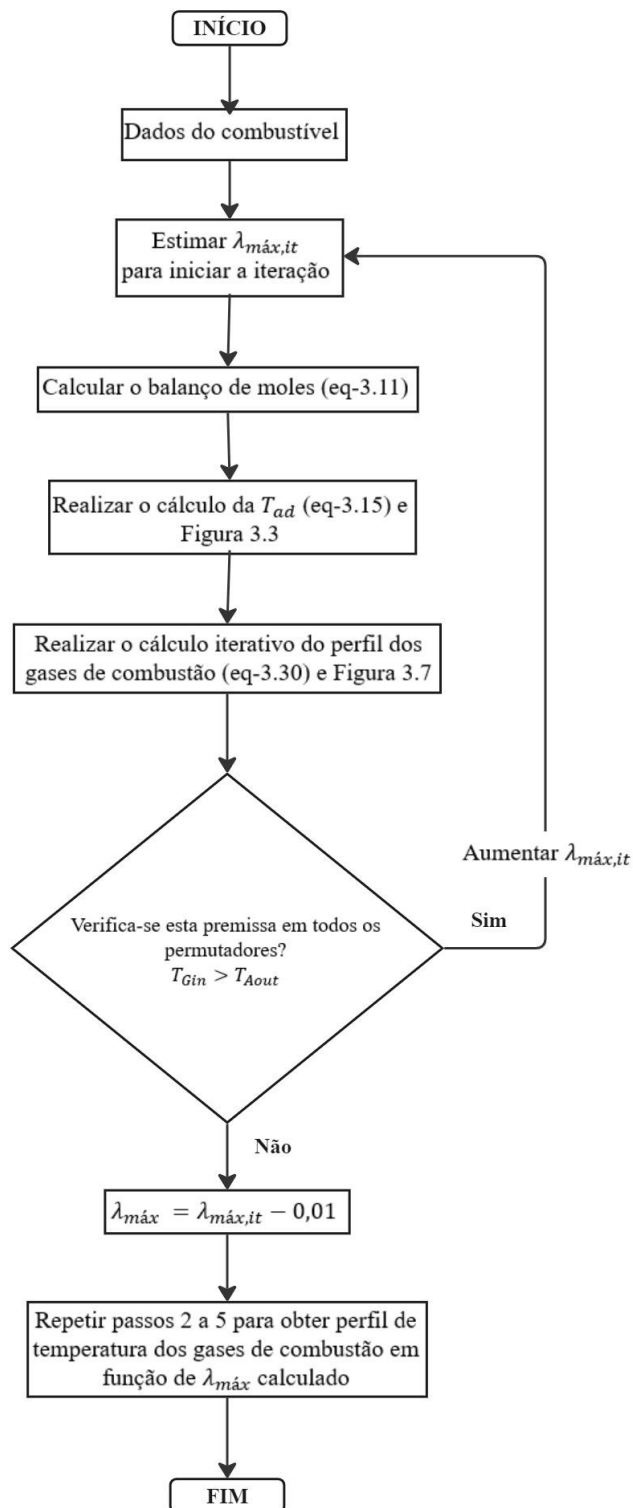 INÍCIO
Dados do combustível
Estimar λmáx,it
para iniciar a iteração
Calcular o balanço de moles (eq-3.11)
Realizar o cálculo da Tad (eq-3.15) e
Figura 3.3
Realizar o cálculo iterativo do perfil dos
gases de combustão (eq-3.30) e Figura 3.7
Verifica-se esta premissa em todos os
permutadores?
TGin > TAout
Sim
Aumentar λmáx,it
Não
λmáx = λmáx,it − 0,01
Repetir passos 2 a 5 para obter perfil de
temperatura dos gases de combustão em
função de λmáx calculado
FIM